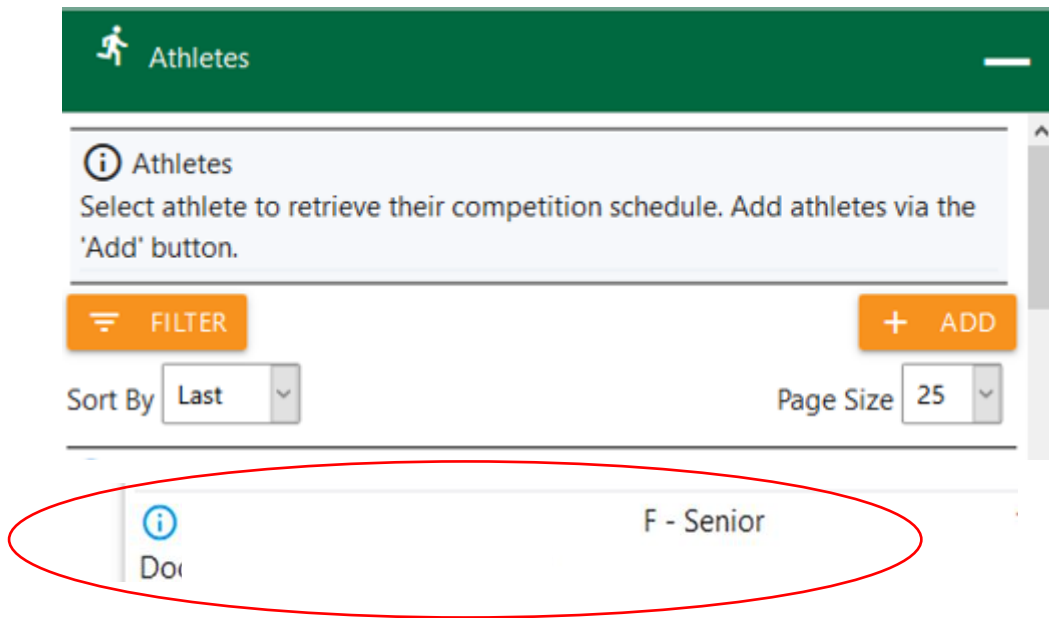 Athletes
Athletes
Select athlete to retrieve their competition schedule. Add athletes via the
'Add' button.
FILTER
+ ADD
Sort By Last
Page Size 25
F - Senior